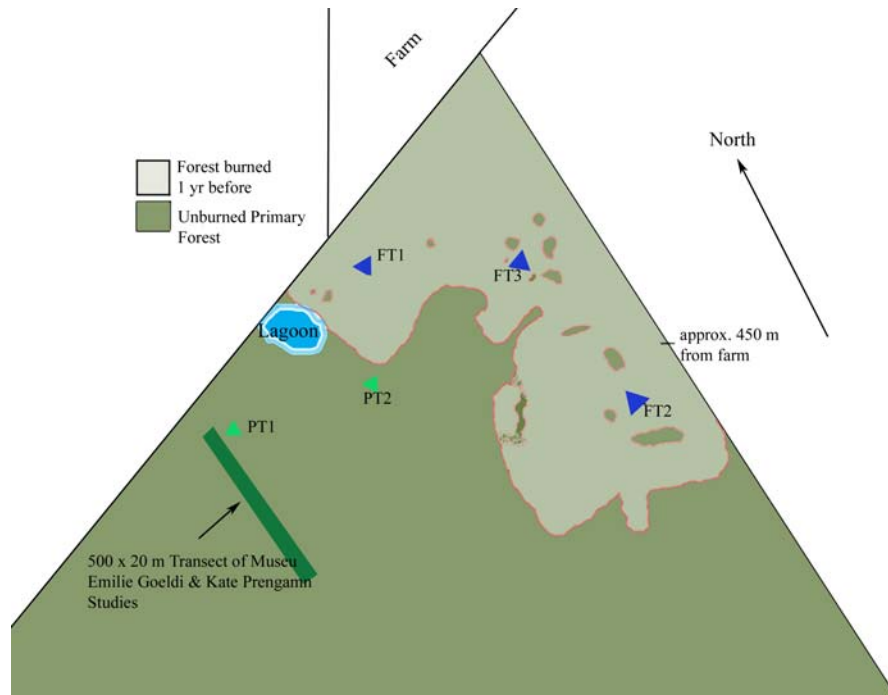 Farm
North
Forest burned
1 yr before
Unburned Primary
Forest
FT1
FT3
Lagoon
approx. 450 m
from farm
PT2
FT2
PT1
500 x 20 m Transect of Museu
Emilie Goeldi & Kate Prengamn
Studies